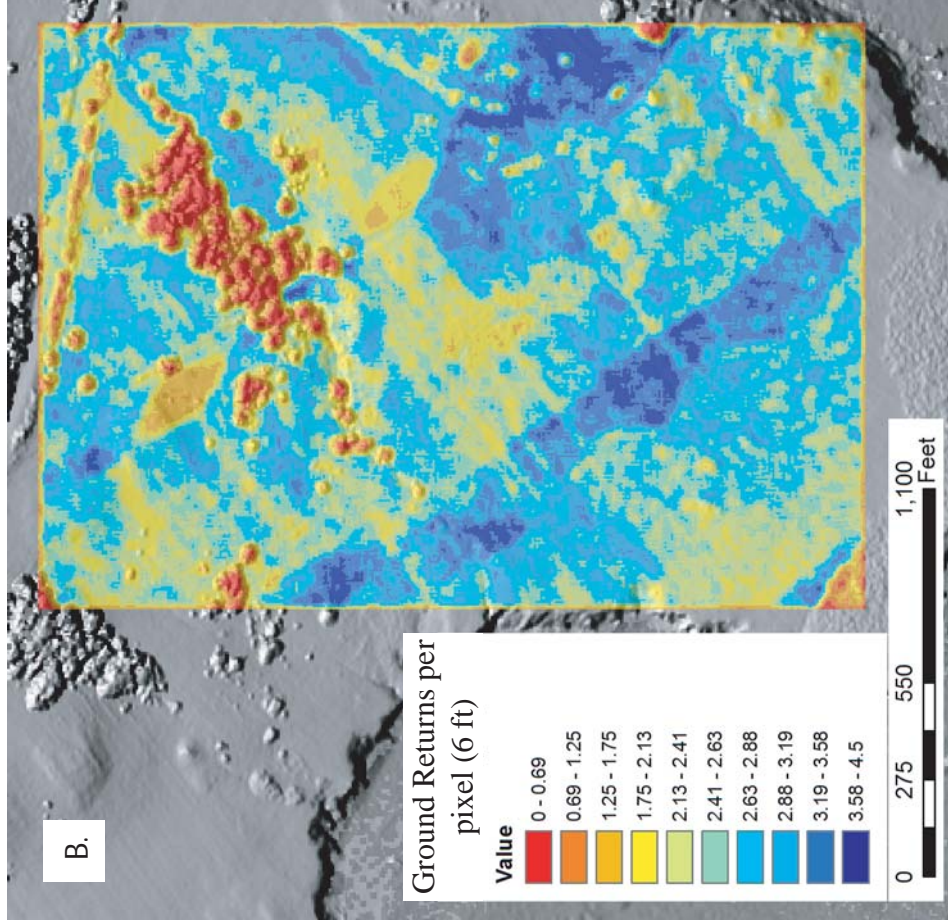 B.
Ground Returns per
pixel (6 ft)
Value
0 - 0.69
0.69 - 1.25
1.25 - 1.75
1.75 - 2.13
2.13 - 2.41
2.41 - 2.63
2.63 - 2.88
2.88 - 3.19
3.19 - 3.58
3.58 - 4.5
0 275 550 1,100
Feet